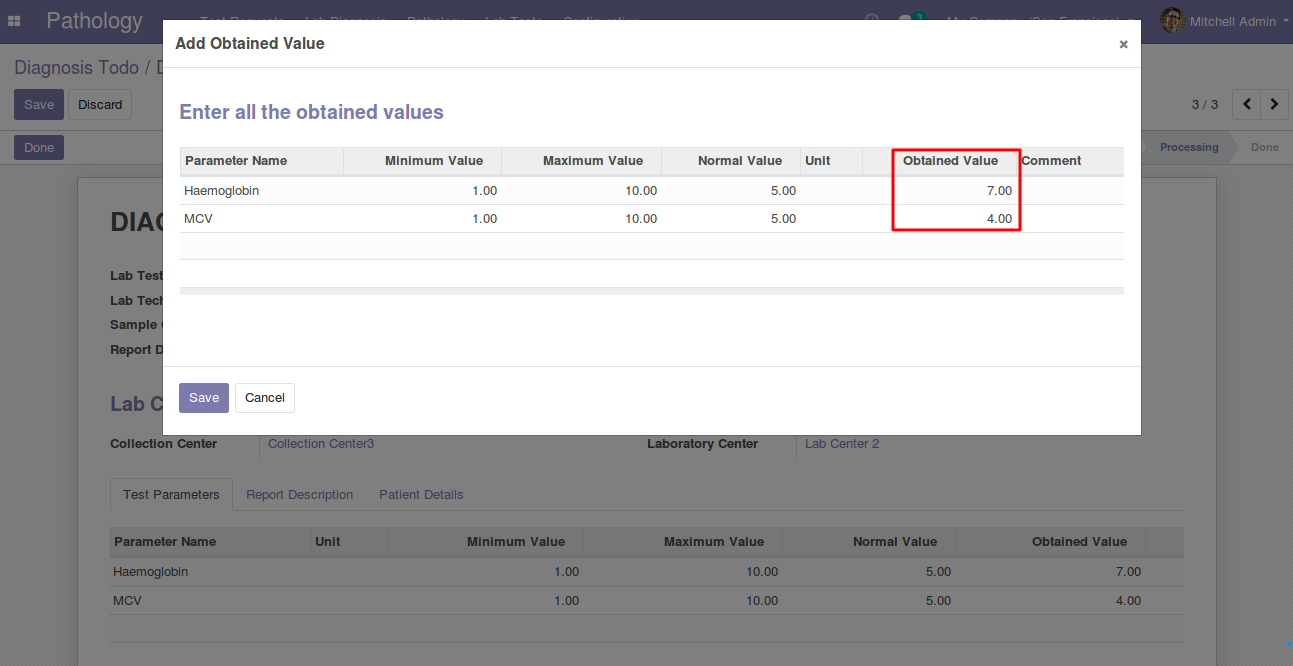 Pathology
3
Mitchell Admin
Diagnosis Todo /
Save Discard
3 / 3
Done
Processing Done
Add Obtained Value
×
Enter all the obtained values
Parameter Name Minimum Value Maximum Value Normal Value Unit Obtained Value Comment
Haemoglobin 1.00 10.00 5.00 7.00
MCV 1.00 10.00 5.00 4.00
Save Cancel
Lab Test
Lab Tech
Sample
Report D
Lab C
Collection Center Collection Center3 Laboratory Center Lab Center 2
Test Parameters Report Description Patient Details
Parameter Name Unit Minimum Value Maximum Value Normal Value Obtained Value
Haemoglobin 1.00 10.00 5.00 7.00
MCV 1.00 10.00 5.00 4.00